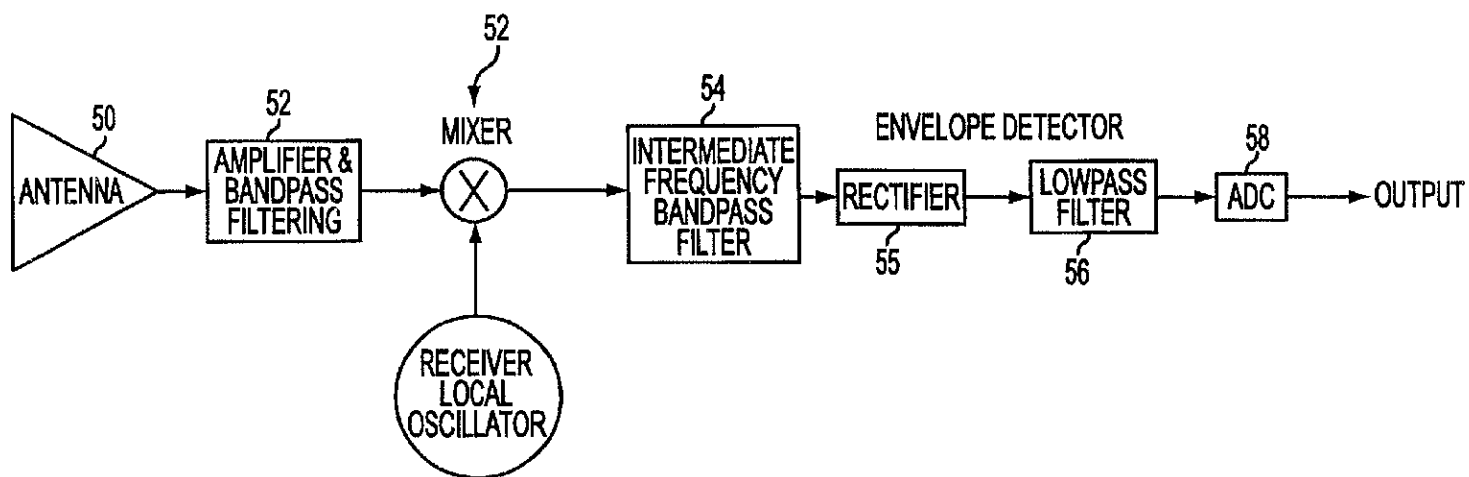 50
ANTENNA
52
AMPLIFIER &
BANDPASS
FILTERING
52
MIXER
X
RECEIVER
LOCAL
OSCILLATOR
54
INTERMEDIATE
FREQUENCY
BANDPASS
FILTER
ENVELOPE DETECTOR
RECTIFIER
55
LOWPASS
FILTER
56
58
ADC
OUTPUT